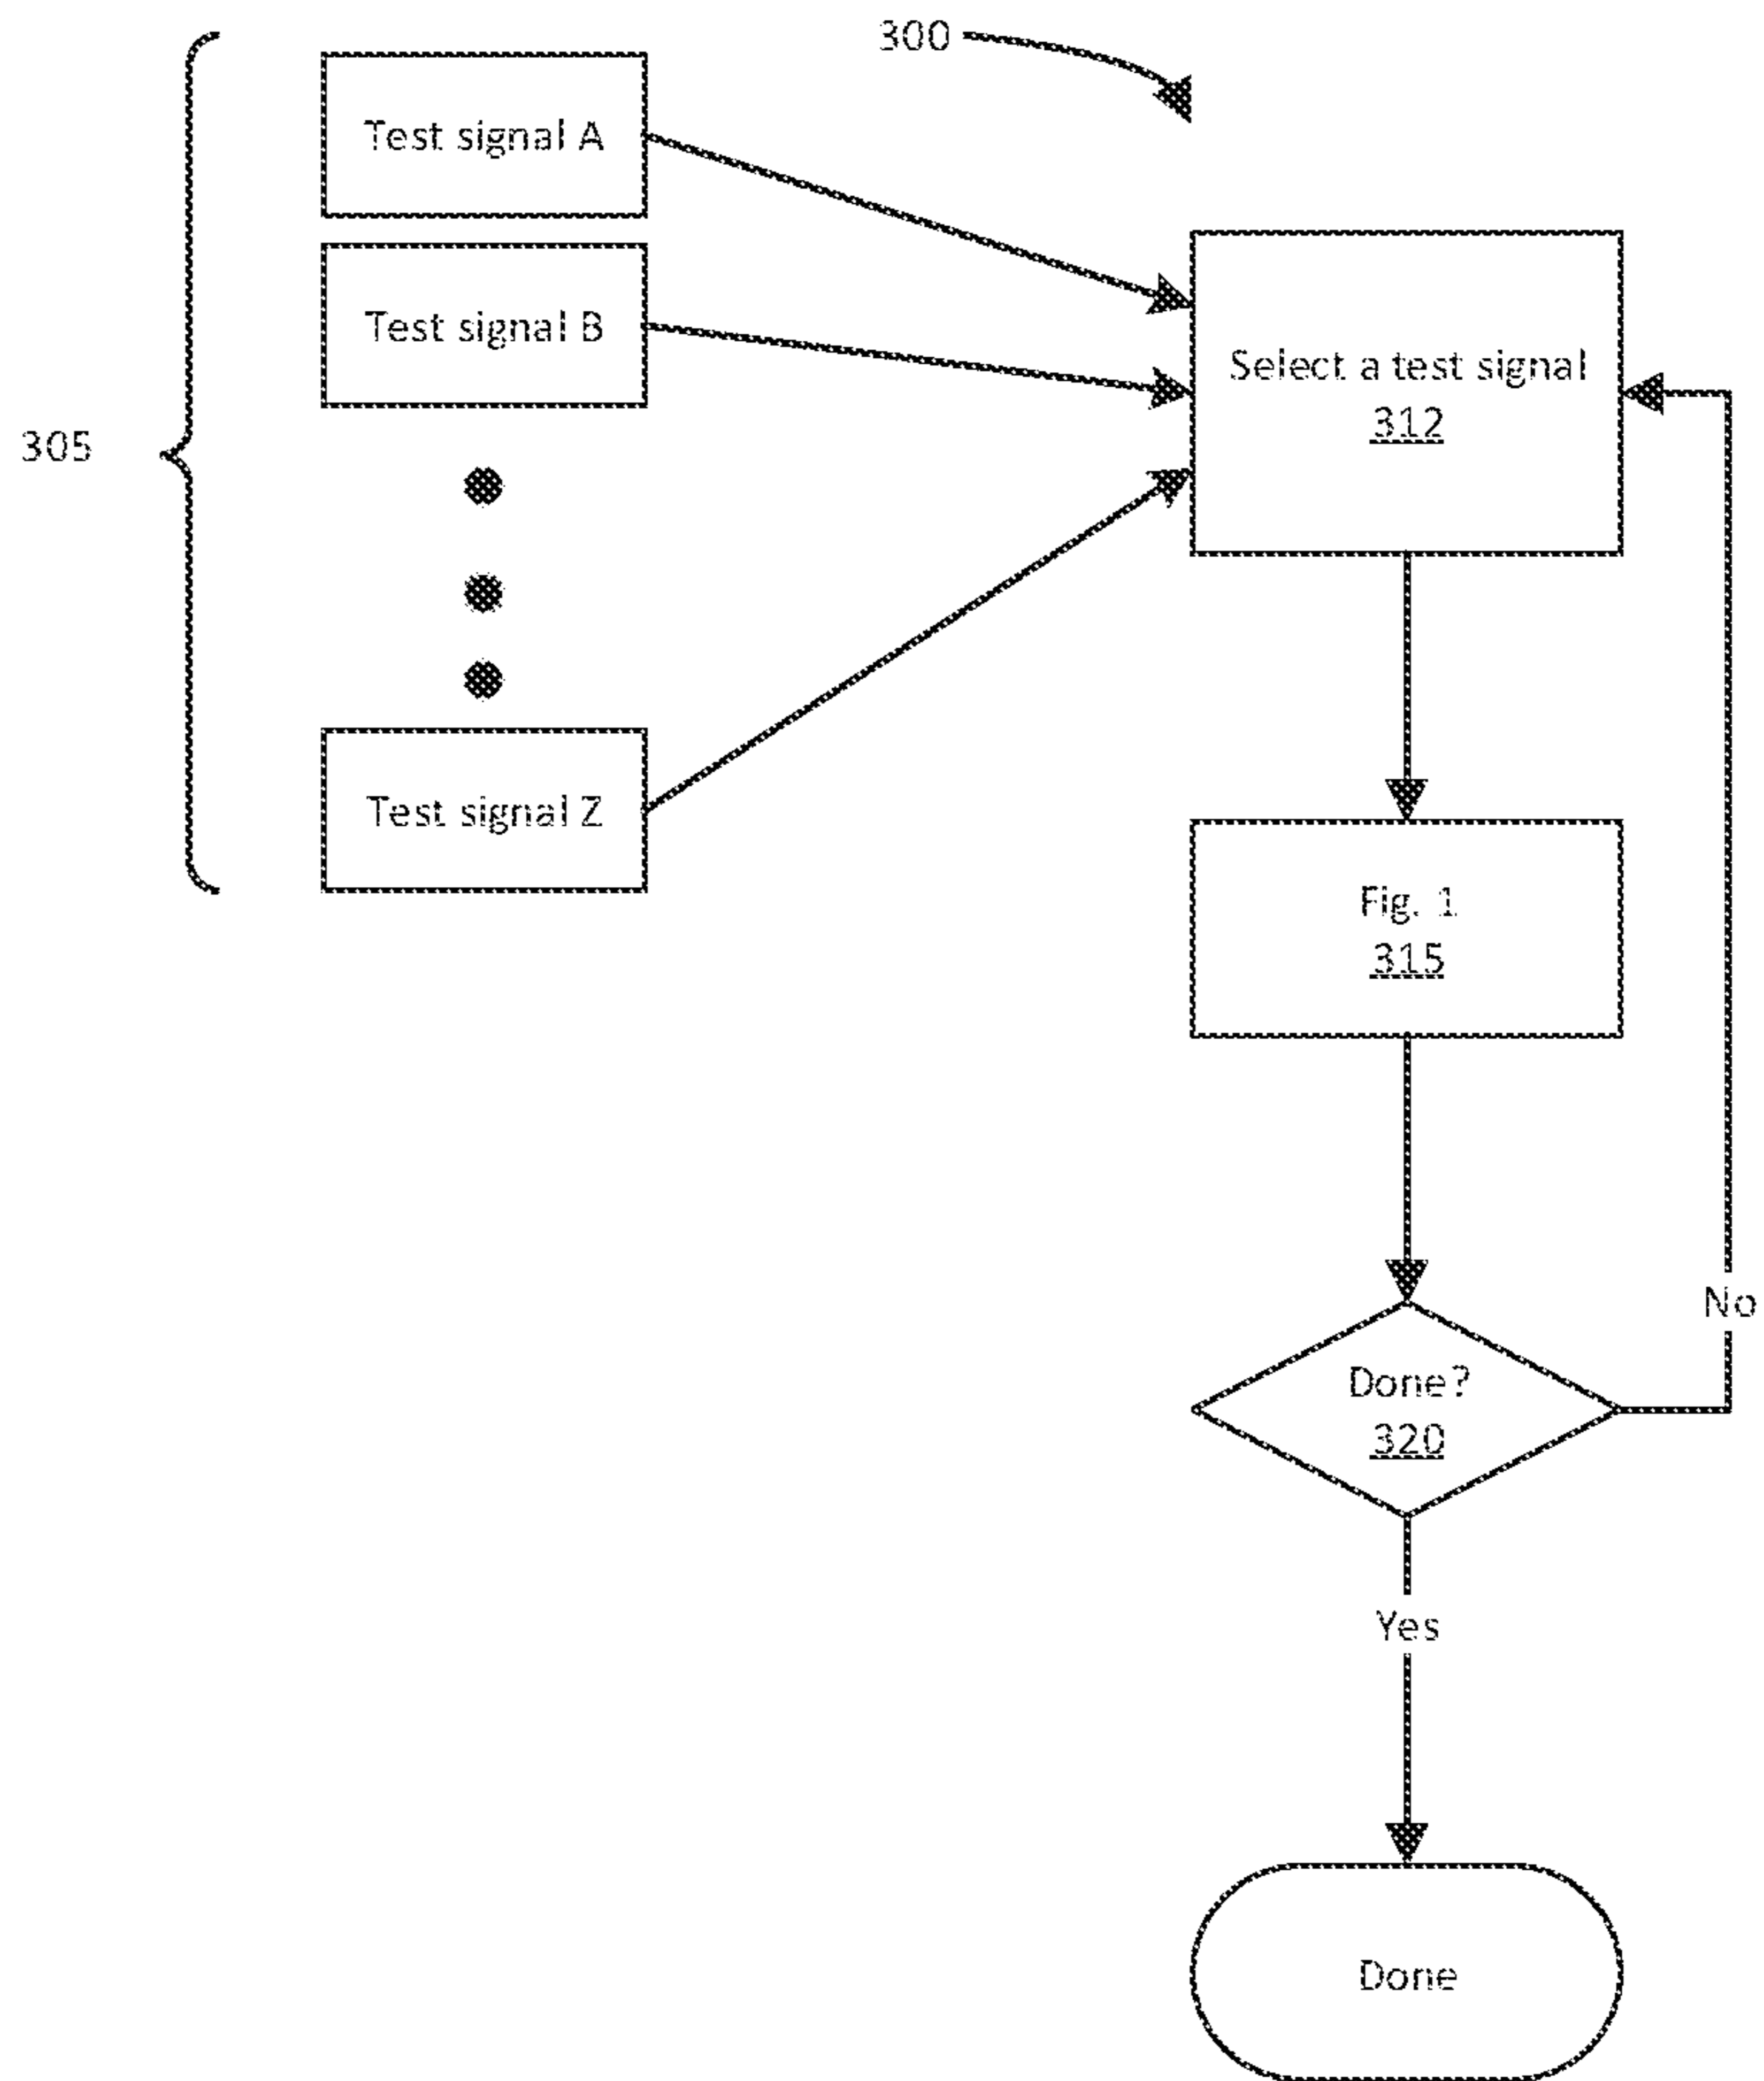 300
305
Test signal A
Test signal B
Test signal Z
Select a test signal
312
Fig. 1
315
Done?
320
No
Yes
Done